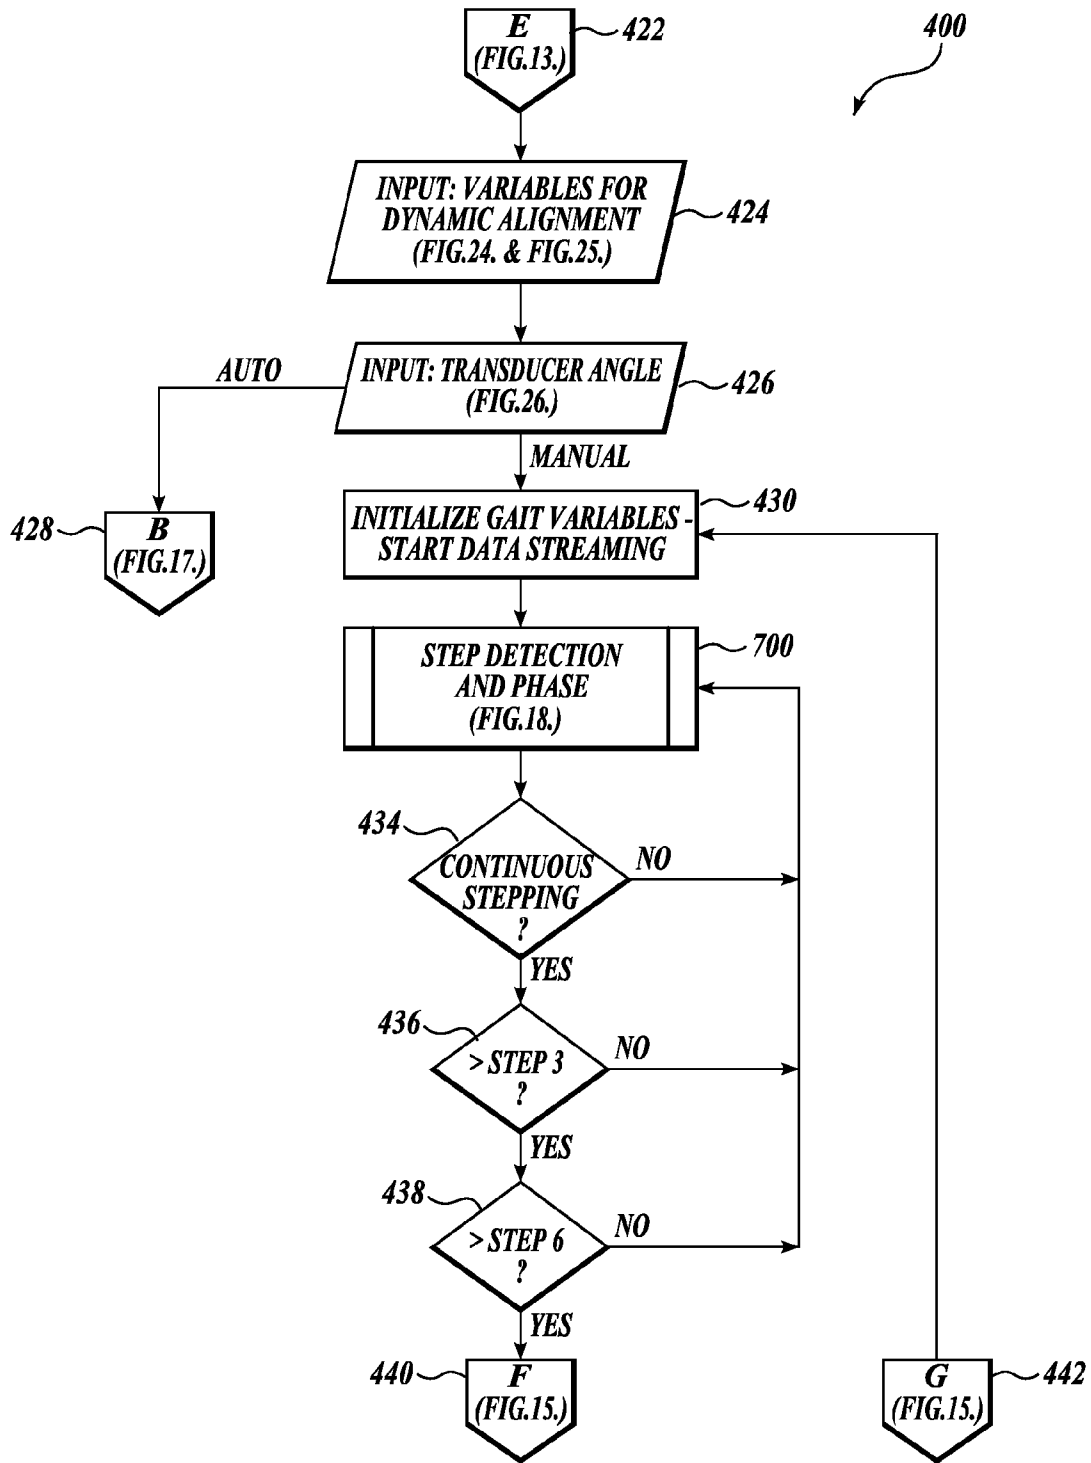 E
(FIG.13.)
422
400
INPUT: VARIABLES FOR
DYNAMIC ALIGNMENT
(FIG.24. & FIG.25.)
424
AUTO
INPUT: TRANSDUCER ANGLE
(FIG.26.)
426
MANUAL
428
B
(FIG.17.)
INITIALIZE GAIT VARIABLES -
START DATA STREAMING
430
STEP DETECTION
AND PHASE
(FIG.18.)
700
434
CONTINUOUS
STEPPING
?
NO
YES
436
> STEP 3
?
NO
YES
438
> STEP 6
?
NO
YES
440
F
(FIG.15.)
G
(FIG.15.)
442